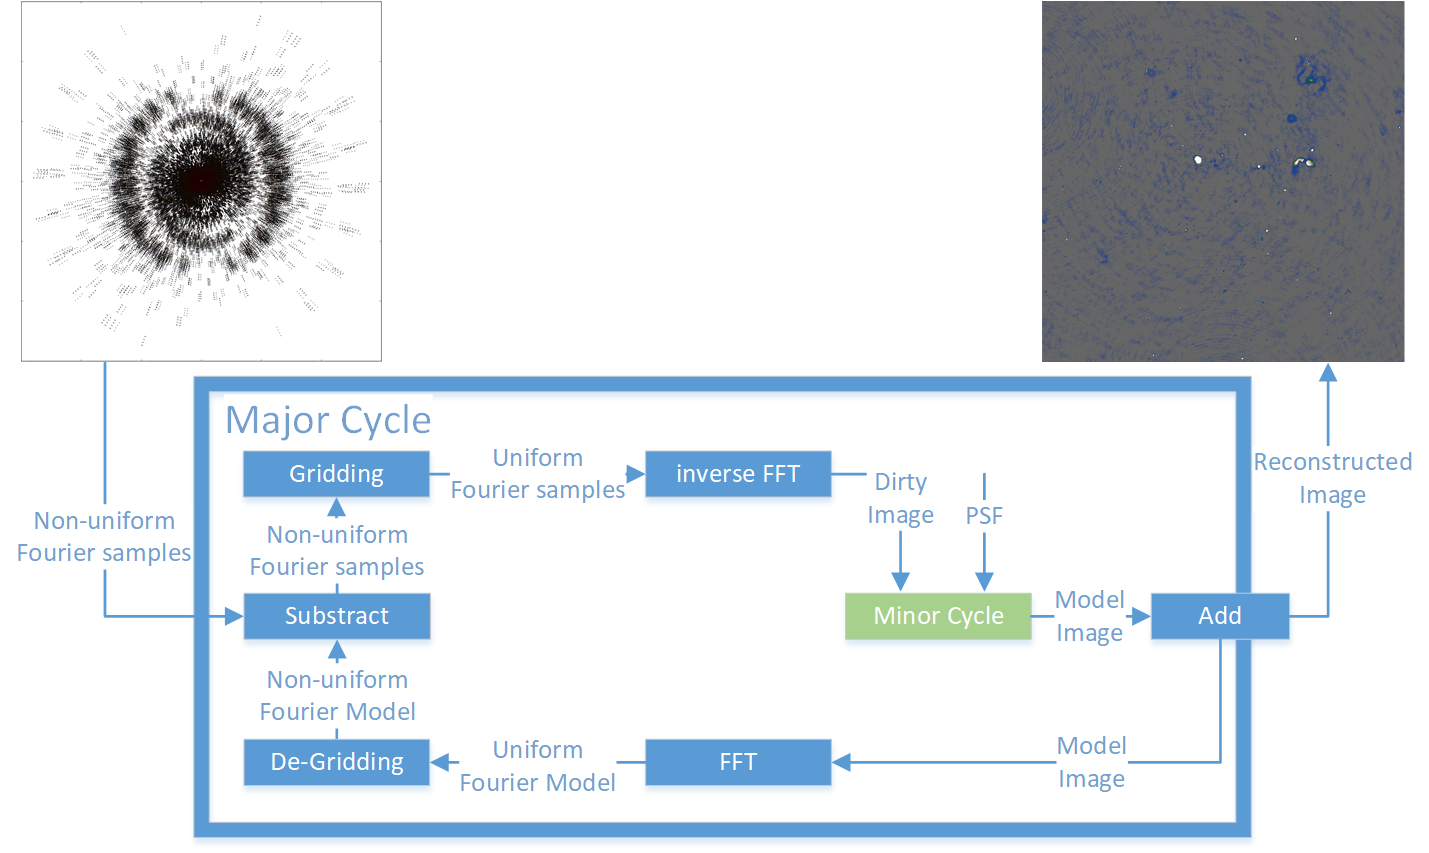 Major Cycle
Gridding
Uniform
Fourier samples
inverse FFT
Dirty
Image
PSF
Reconstructed
Image
Non-uniform
Fourier samples
Non-uniform
Fourier samples
Substract
Minor Cycle
Model
Image
Add
Non-uniform
Fourier Model
De-Gridding
Uniform
Fourier Model
FFT
Model
Image